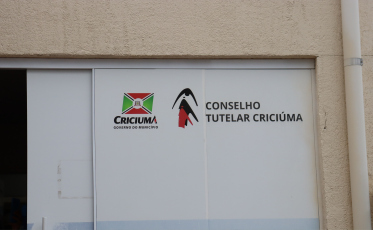 CRICIÚMA
GOVERNO DO MUNICÍPIO
CONSELHO
TUTELAR CRICIÚMA